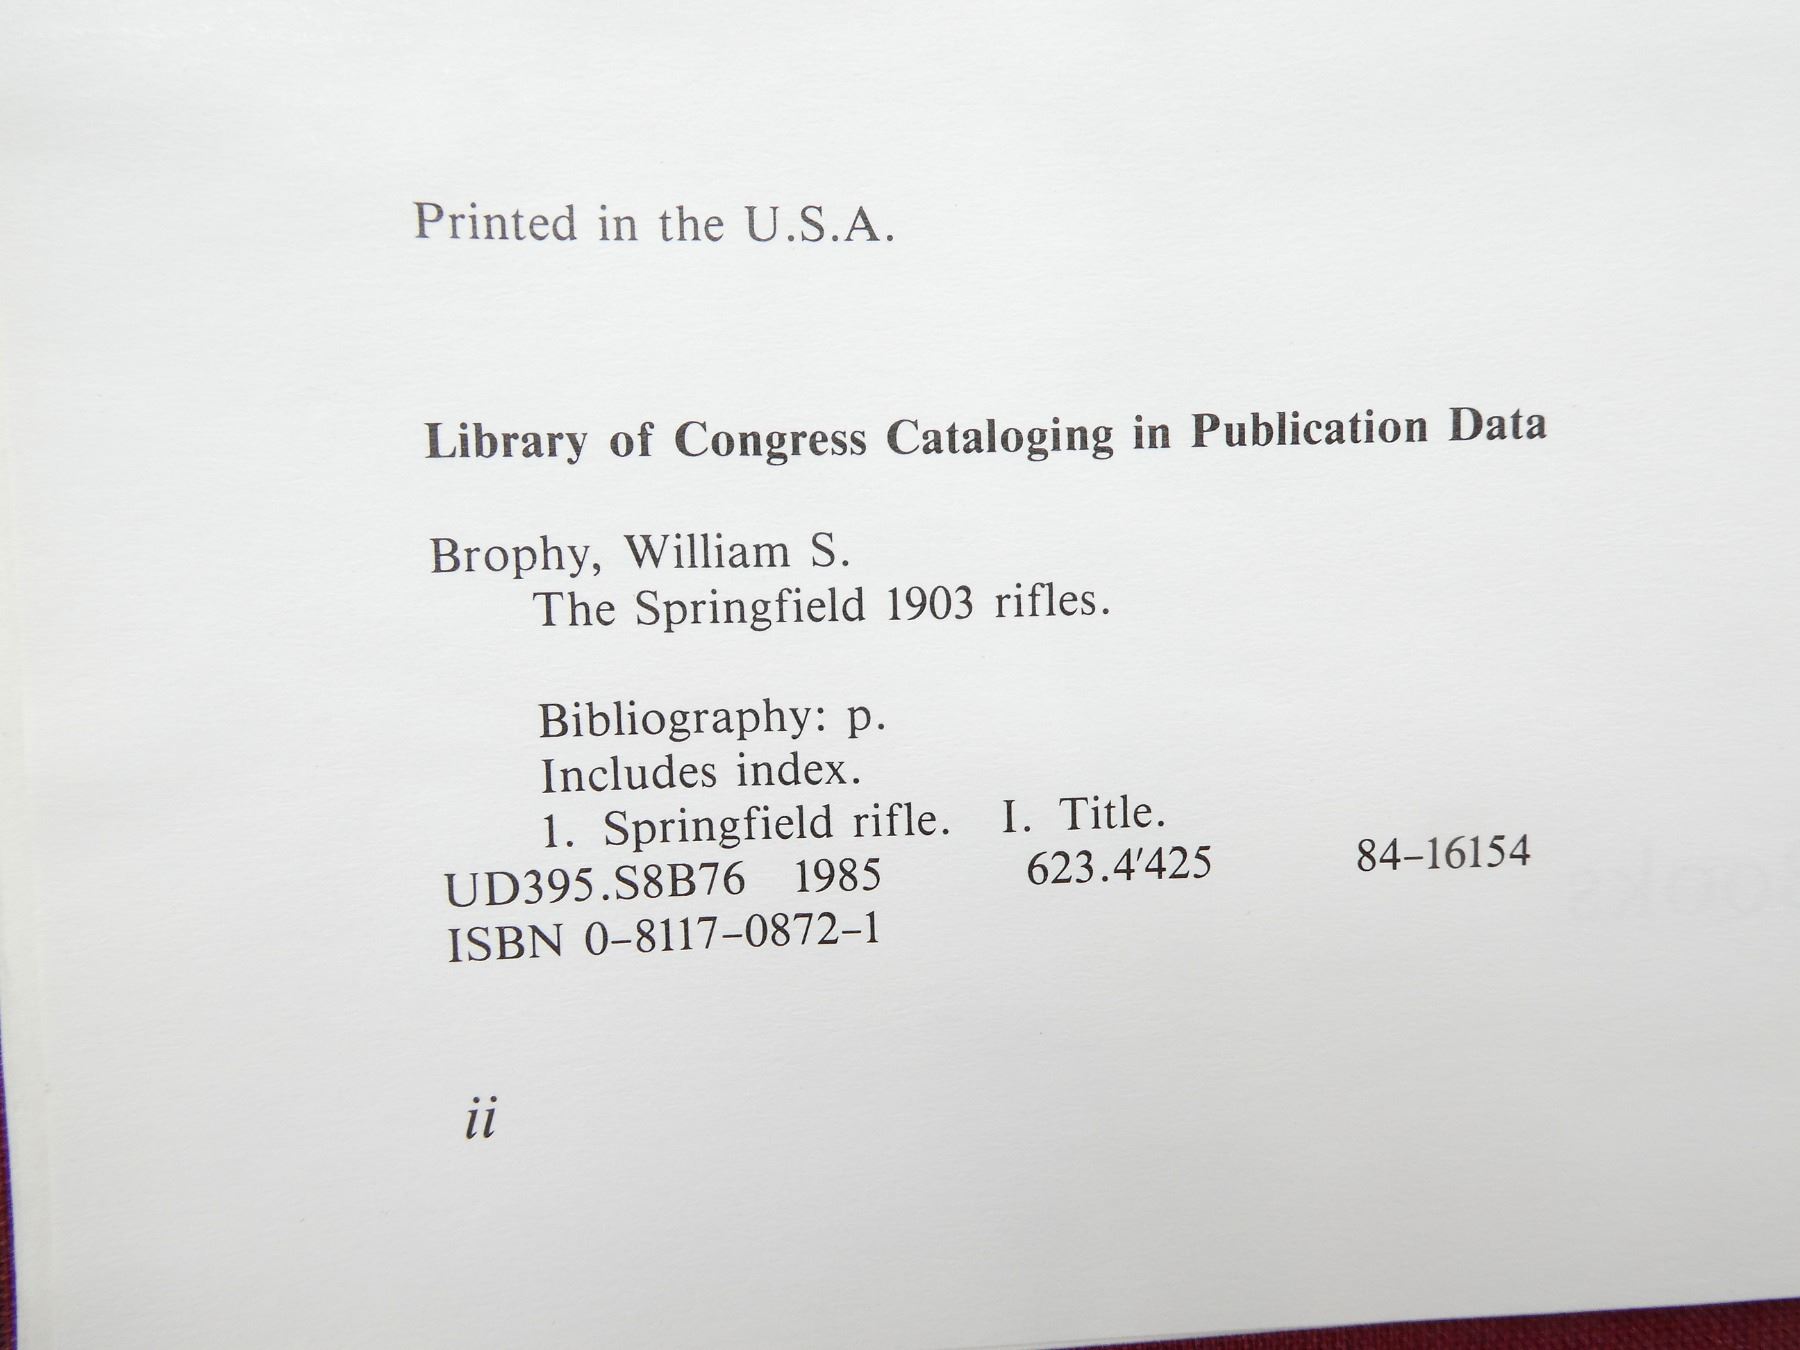 Printed in the U.S.A.
Library of Congress Cataloging in Publication Data
Brophy, William S.
The Springfield 1903 rifles.
Bibliography: p.
Includes index.
1. Springfield rifle. I. Title.
UD395.S8B76 1985 623.4′425 84–16154
ISBN 0–8117–0872–1
ii